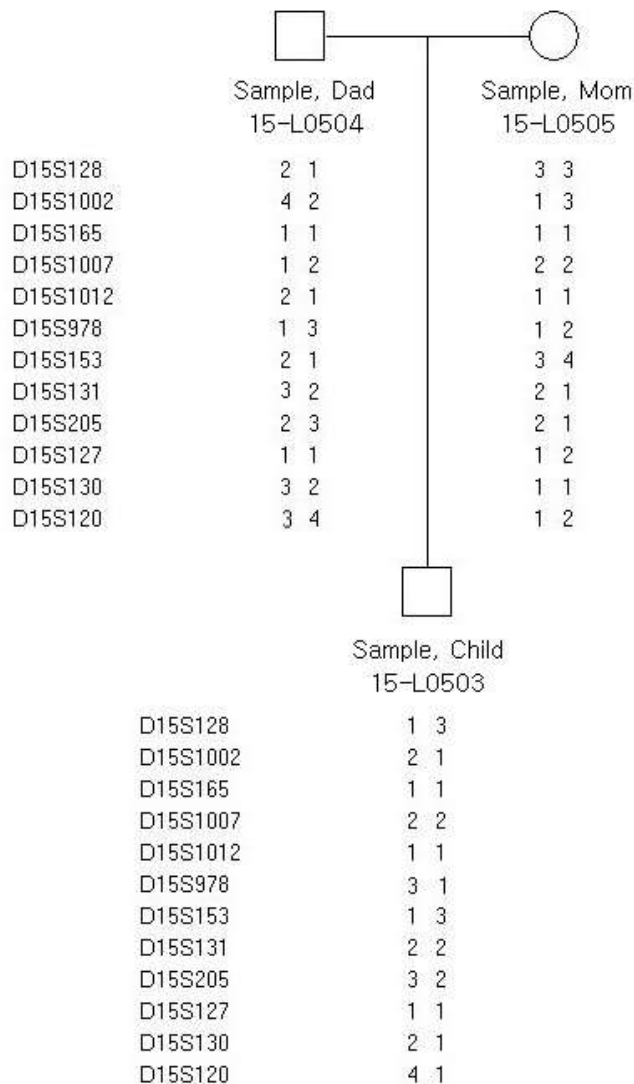 Sample, Dad Sample, Mom
15-L0504 15-L0505
D15S128 2 1 3 3
D15S1002 4 2 1 3
D15S165 1 1 1 1
D15S1007 1 2 2 2
D15S1012 2 1 1 1
D15S978 1 3 1 2
D15S153 2 1 3 4
D15S131 3 2 2 1
D15S205 2 3 2 1
D15S127 1 1 1 2
D15S130 3 2 1 1
D15S120 3 4 1 2
Sample, Child
15-L0503
D15S128 1 3
D15S1002 2 1
D15S165 1 1
D15S1007 2 2
D15S1012 1 1
D15S978 3 1
D15S153 1 3
D15S131 2 2
D15S205 3 2
D15S127 1 1
D15S130 2 1
D15S120 4 1